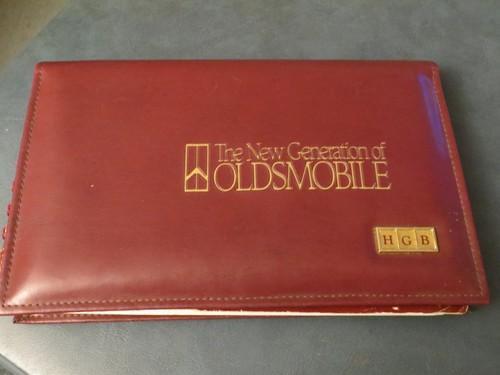 The New Generation of
OLDSMOBILE
HGB